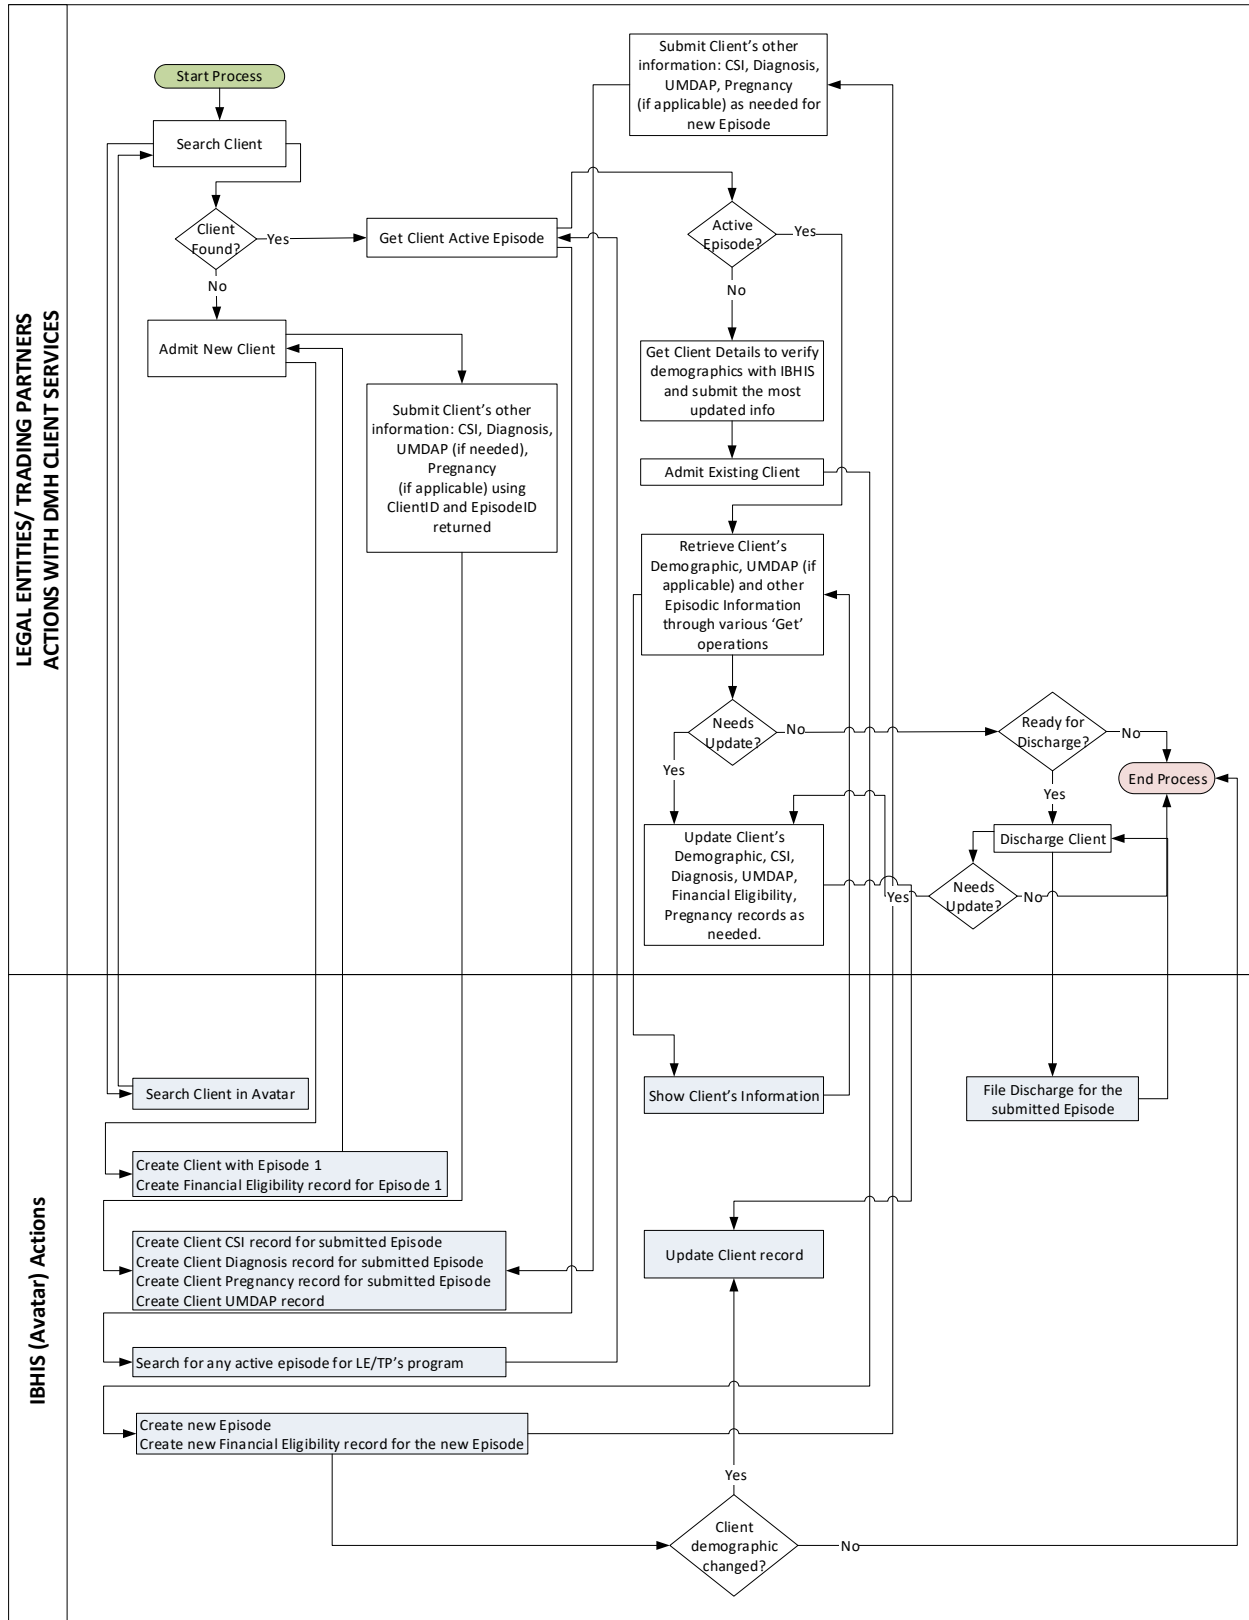 LEGAL ENTITIES/ TRADING PARTNERS
ACTIONS WITH DMH CLIENT SERVICES
Start Process
Search Client
Client
Found?
Yes
No
Get Client Active Episode
Admit New Client
Submit Client's other
information: CSI, Diagnosis,
UMDAP (if needed),
Pregnancy
(if applicable) using
ClientID and EpisodeID
returned
Submit Client's other
information: CSI, Diagnosis,
UMDAP, Pregnancy
(if applicable) as needed for
new Episode
Active
Episode?
Yes
No
Get Client Details to verify
demographics with IBHIS
and submit the most
updated info
Admit Existing Client
Retrieve Client's
Demographic, UMDAP (if
applicable) and other
Episodic Information
through various 'Get'
operations
Needs
Update?
No
Yes
Ready for
Discharge?
No
Yes
End Process
Update Client's
Demographic, CSI,
Diagnosis, UMDAP,
Financial Eligibility,
Pregnancy records as
needed.
Discharge Client
Needs
Update?
Yes
No
IBHIS (Avatar) Actions
Search Client in Avatar
Show Client's Information
File Discharge for the
submitted Episode
Create Client with Episode 1
Create Financial Eligibility record for Episode 1
Create Client CSI record for submitted Episode
Create Client Diagnosis record for submitted Episode
Create Client Pregnancy record for submitted Episode
Create Client UMDAP record
Update Client record
Search for any active episode for LE/TP's program
Create new Episode
Create new Financial Eligibility record for the new Episode
Yes
Client
demographic
changed?
No